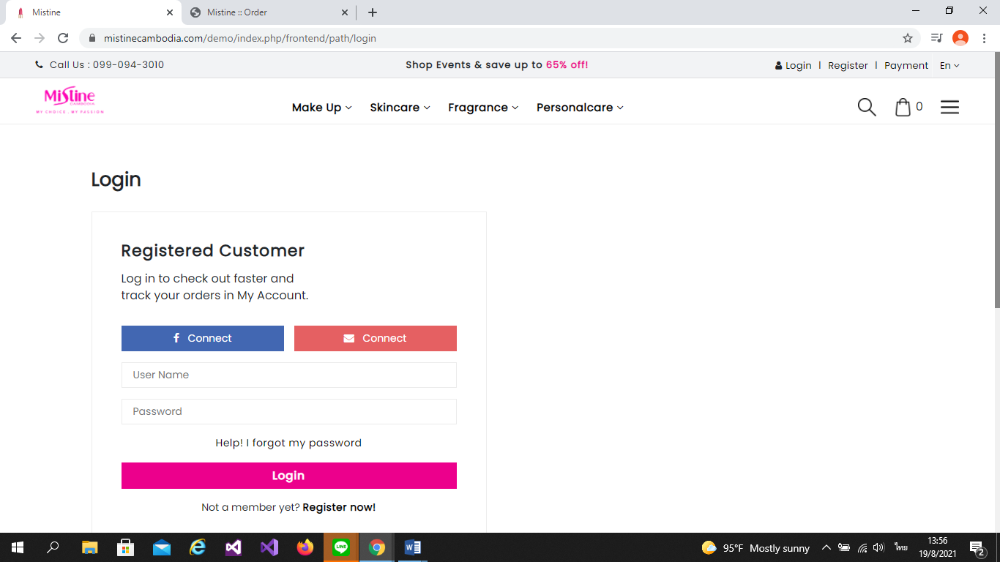 Mistine
Mistine :: Order
mistinecambodia.com/demo/index.php/frontend/path/login
Call Us : 099-094-3010
Shop Events & save up to 65% off!
Login I Register I Payment En
Mistine
CAMBODIA
MY CHOICE . MY PASSION
Make Up Skincare Fragrance Personalcare
0
Login
Registered Customer
Log in to check out faster and
track your orders in My Account.
Connect Connect
User Name
Password
Help! I forgot my password
Login
Not a member yet? Register now!
LINE
95°F Mostly sunny
ไทย
13:56
19/8/2021
2